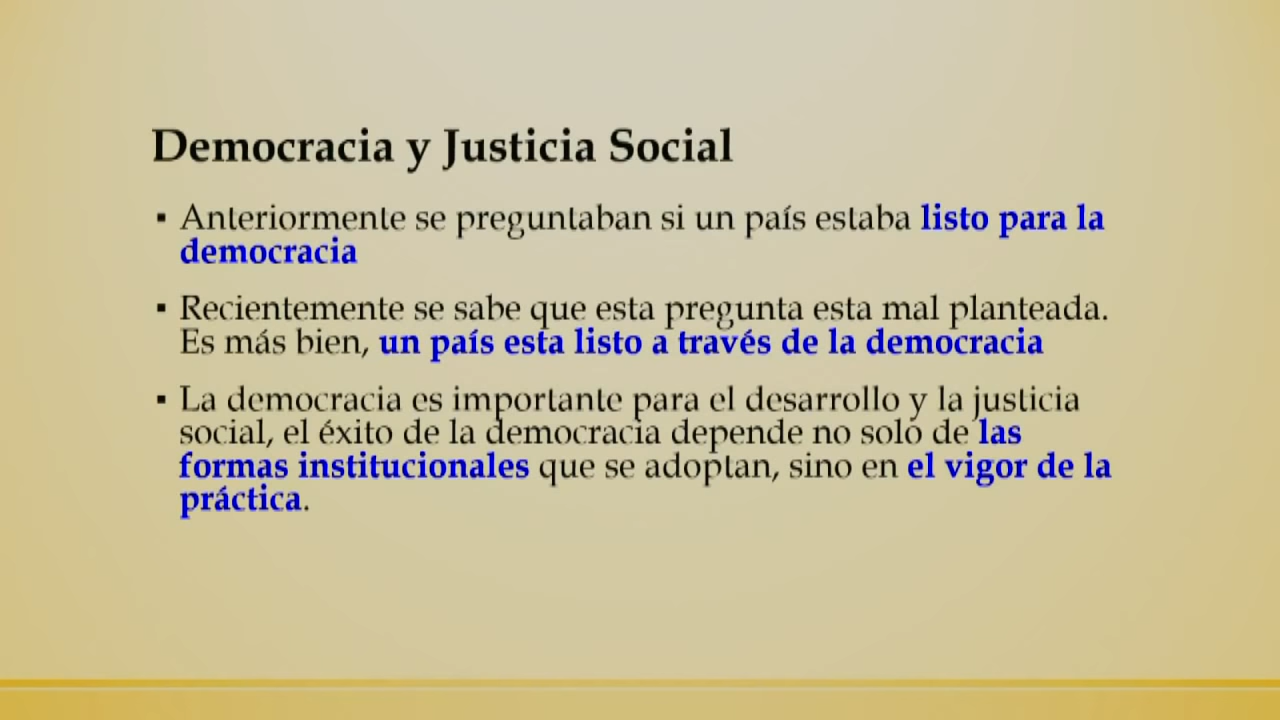 Democracia y Justicia Social
▪ Anteriormente se preguntaban si un país estaba listo para la
democracia
▪ Recientemente se sabe que esta pregunta esta mal planteada.
Es más bien, un país esta listo a través de la democracia
▪ La democracia es importante para el desarrollo y la justicia
social, el éxito de la democracia depende no solo de las
formas institucionales que se adoptan, sino en el vigor de la
práctica.